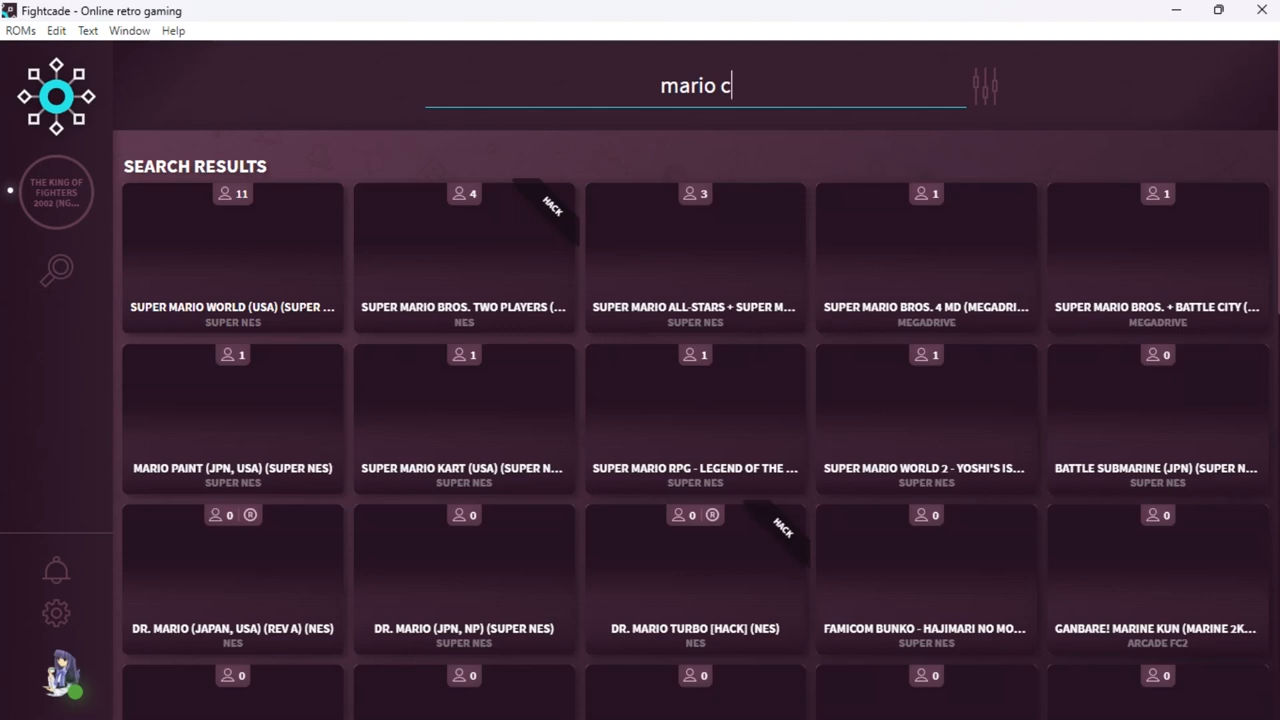 Fightcade - Online retro gaming
ROMs Edit Text Window Help
mario c
THE KING OF
FIGHTERS
2002 (NG...
SEARCH RESULTS
11
SUPER MARIO WORLD (USA) (SUPER ...
SUPER NES
4
HACK
SUPER MARIO BROS. TWO PLAYERS (...
NES
3
SUPER MARIO ALL-STARS + SUPER M...
SUPER NES
1
SUPER MARIO BROS. 4 MD (MEGADRI...
MEGADRIVE
1
SUPER MARIO BROS. + BATTLE CITY (...
MEGADRIVE
1
MARIO PAINT (JPN, USA) (SUPER NES)
SUPER NES
1
SUPER MARIO KART (USA) (SUPER N...
SUPER NES
1
SUPER MARIO RPG - LEGEND OF THE ...
SUPER NES
1
SUPER MARIO WORLD 2 - YOSHI'S IS...
SUPER NES
0
BATTLE SUBMARINE (JPN) (SUPER N...
SUPER NES
0 R
DR. MARIO (JAPAN, USA) (REV A) (NES)
NES
0
DR. MARIO (JPN, NP) (SUPER NES)
SUPER NES
0 R
HACK
DR. MARIO TURBO [HACK] (NES)
NES
0
FAMICOM BUNKO - HAJIMARI NO MO...
SUPER NES
0
GANBARE! MARINE KUN (MARINE 2K...
ARCADE FC2
0
0
0
0
0